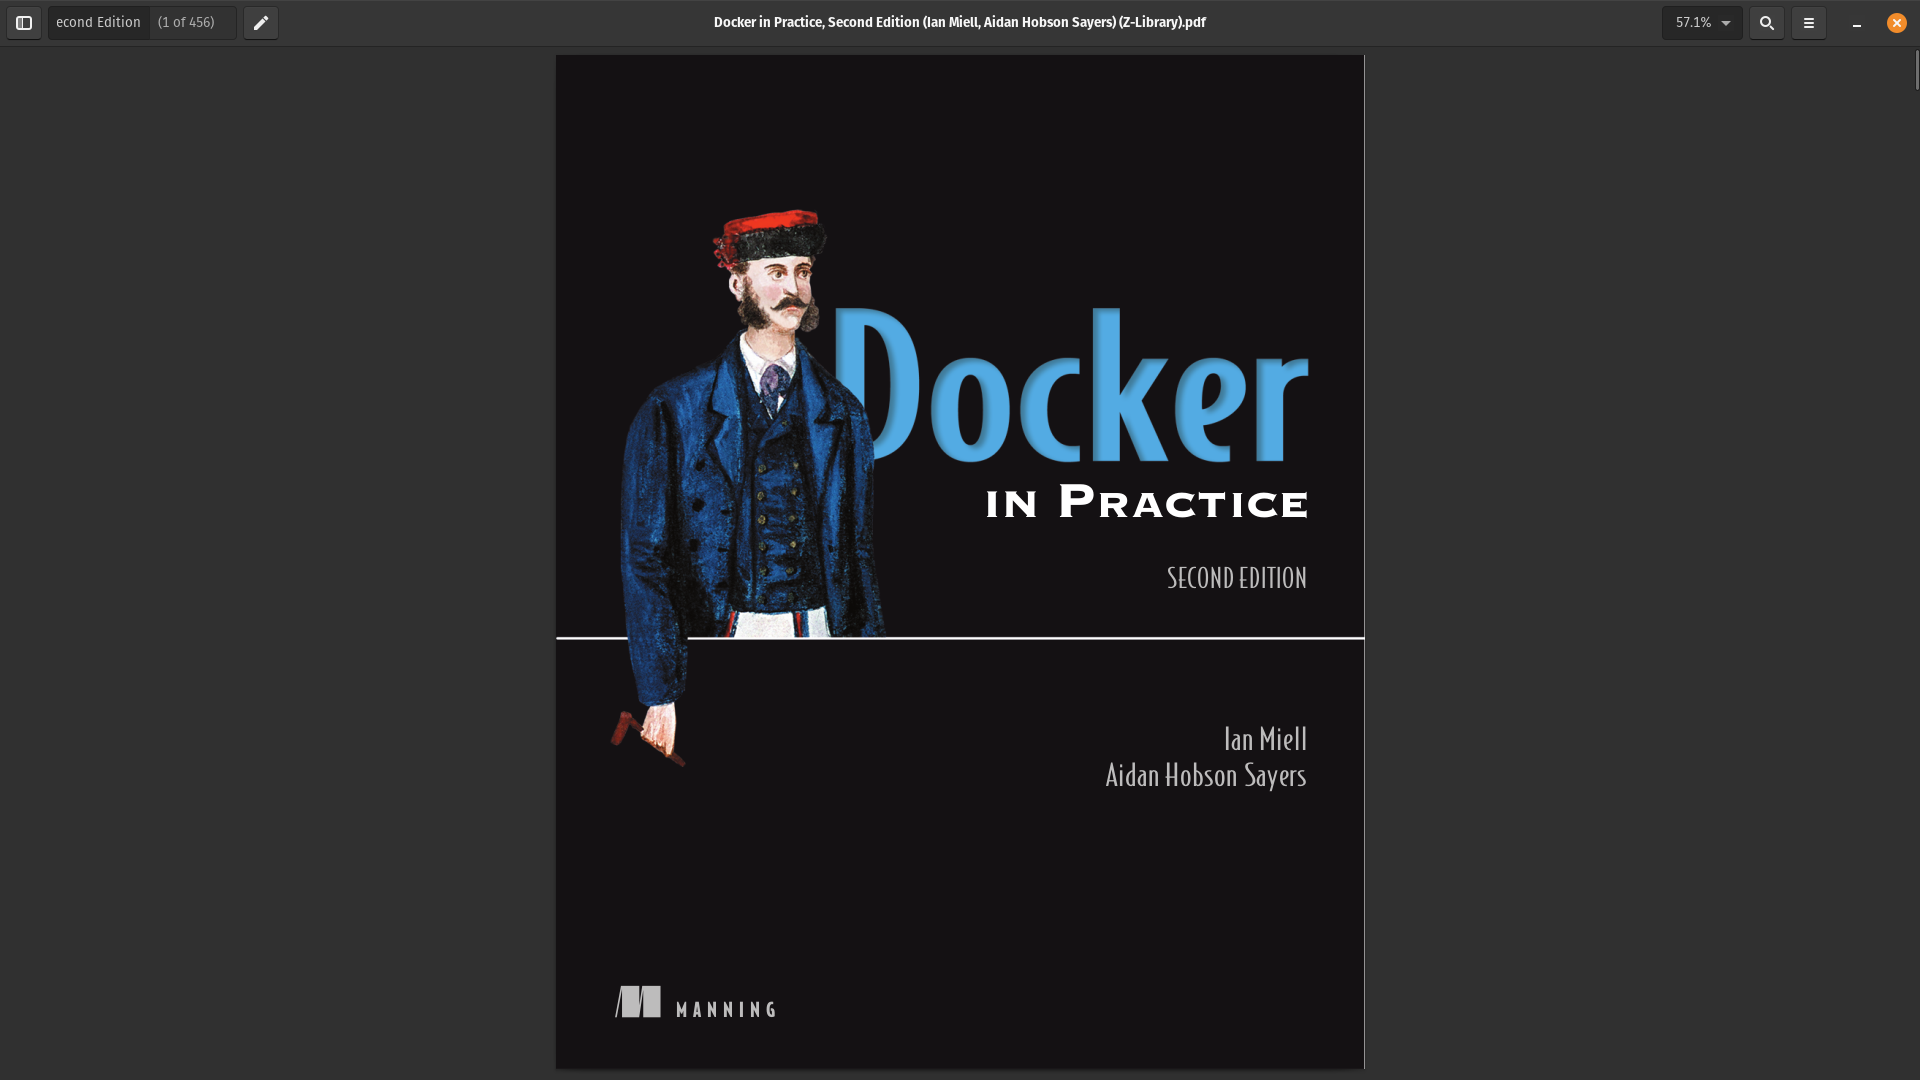 econd Edition (1 of 456) Docker in Practice, Second Edition (Ian Miell, Aidan Hobson Sayers) (Z-Library).pdf 57.1%
Docker
IN PRACTICE
SECOND EDITION
Ian Miell
Aidan Hobson Sayers
MANNING